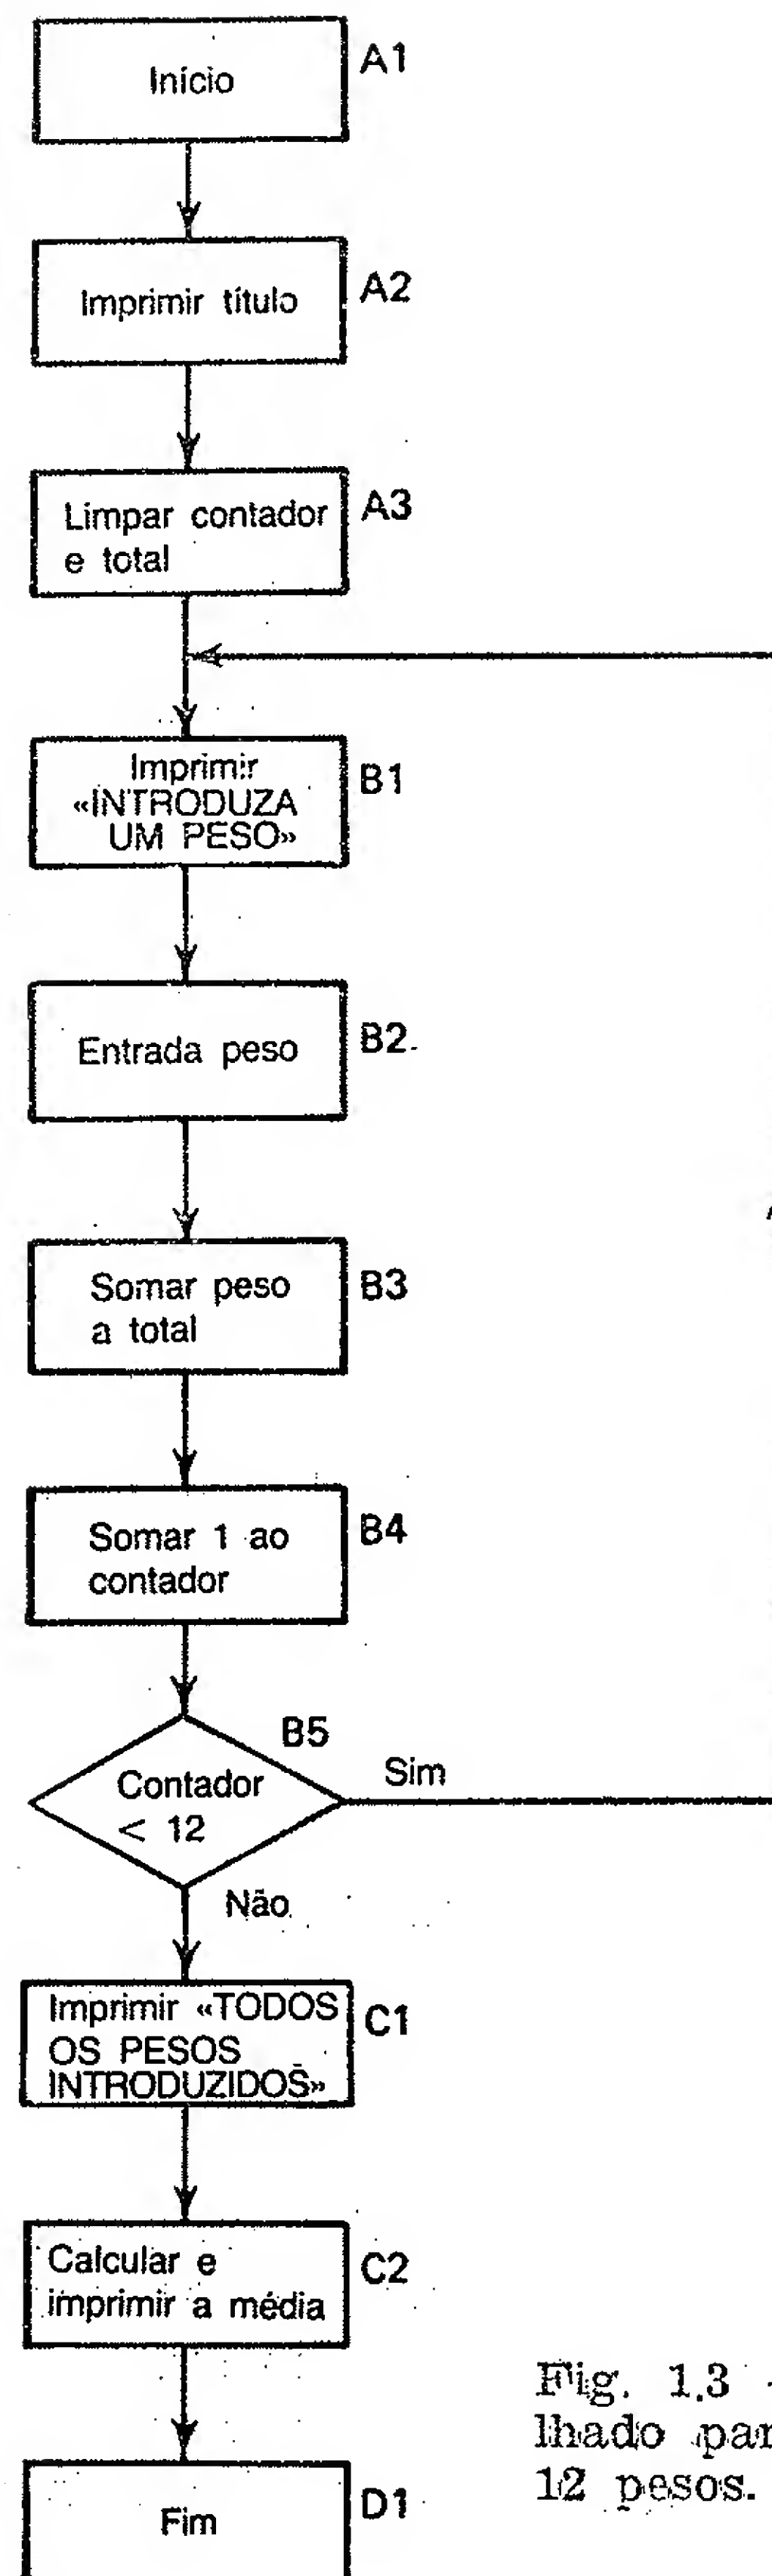 Início
A1
Imprimir título
A2
Limpar contador
e total
A3
Imprimir
«INTRODUZA
UM PESO»
B1
Entrada peso
B2
Somar peso
a total
B3
Somar 1 ao
contador
B4
B5
Contador
< 12
Sim
Não
Imprimir «TODOS
OS PESOS
INTRODUZIDOS»
C1
Calcular e
imprimir a média
C2
Fim
D1
Fig. 1.3
lhado par
12 pesos.